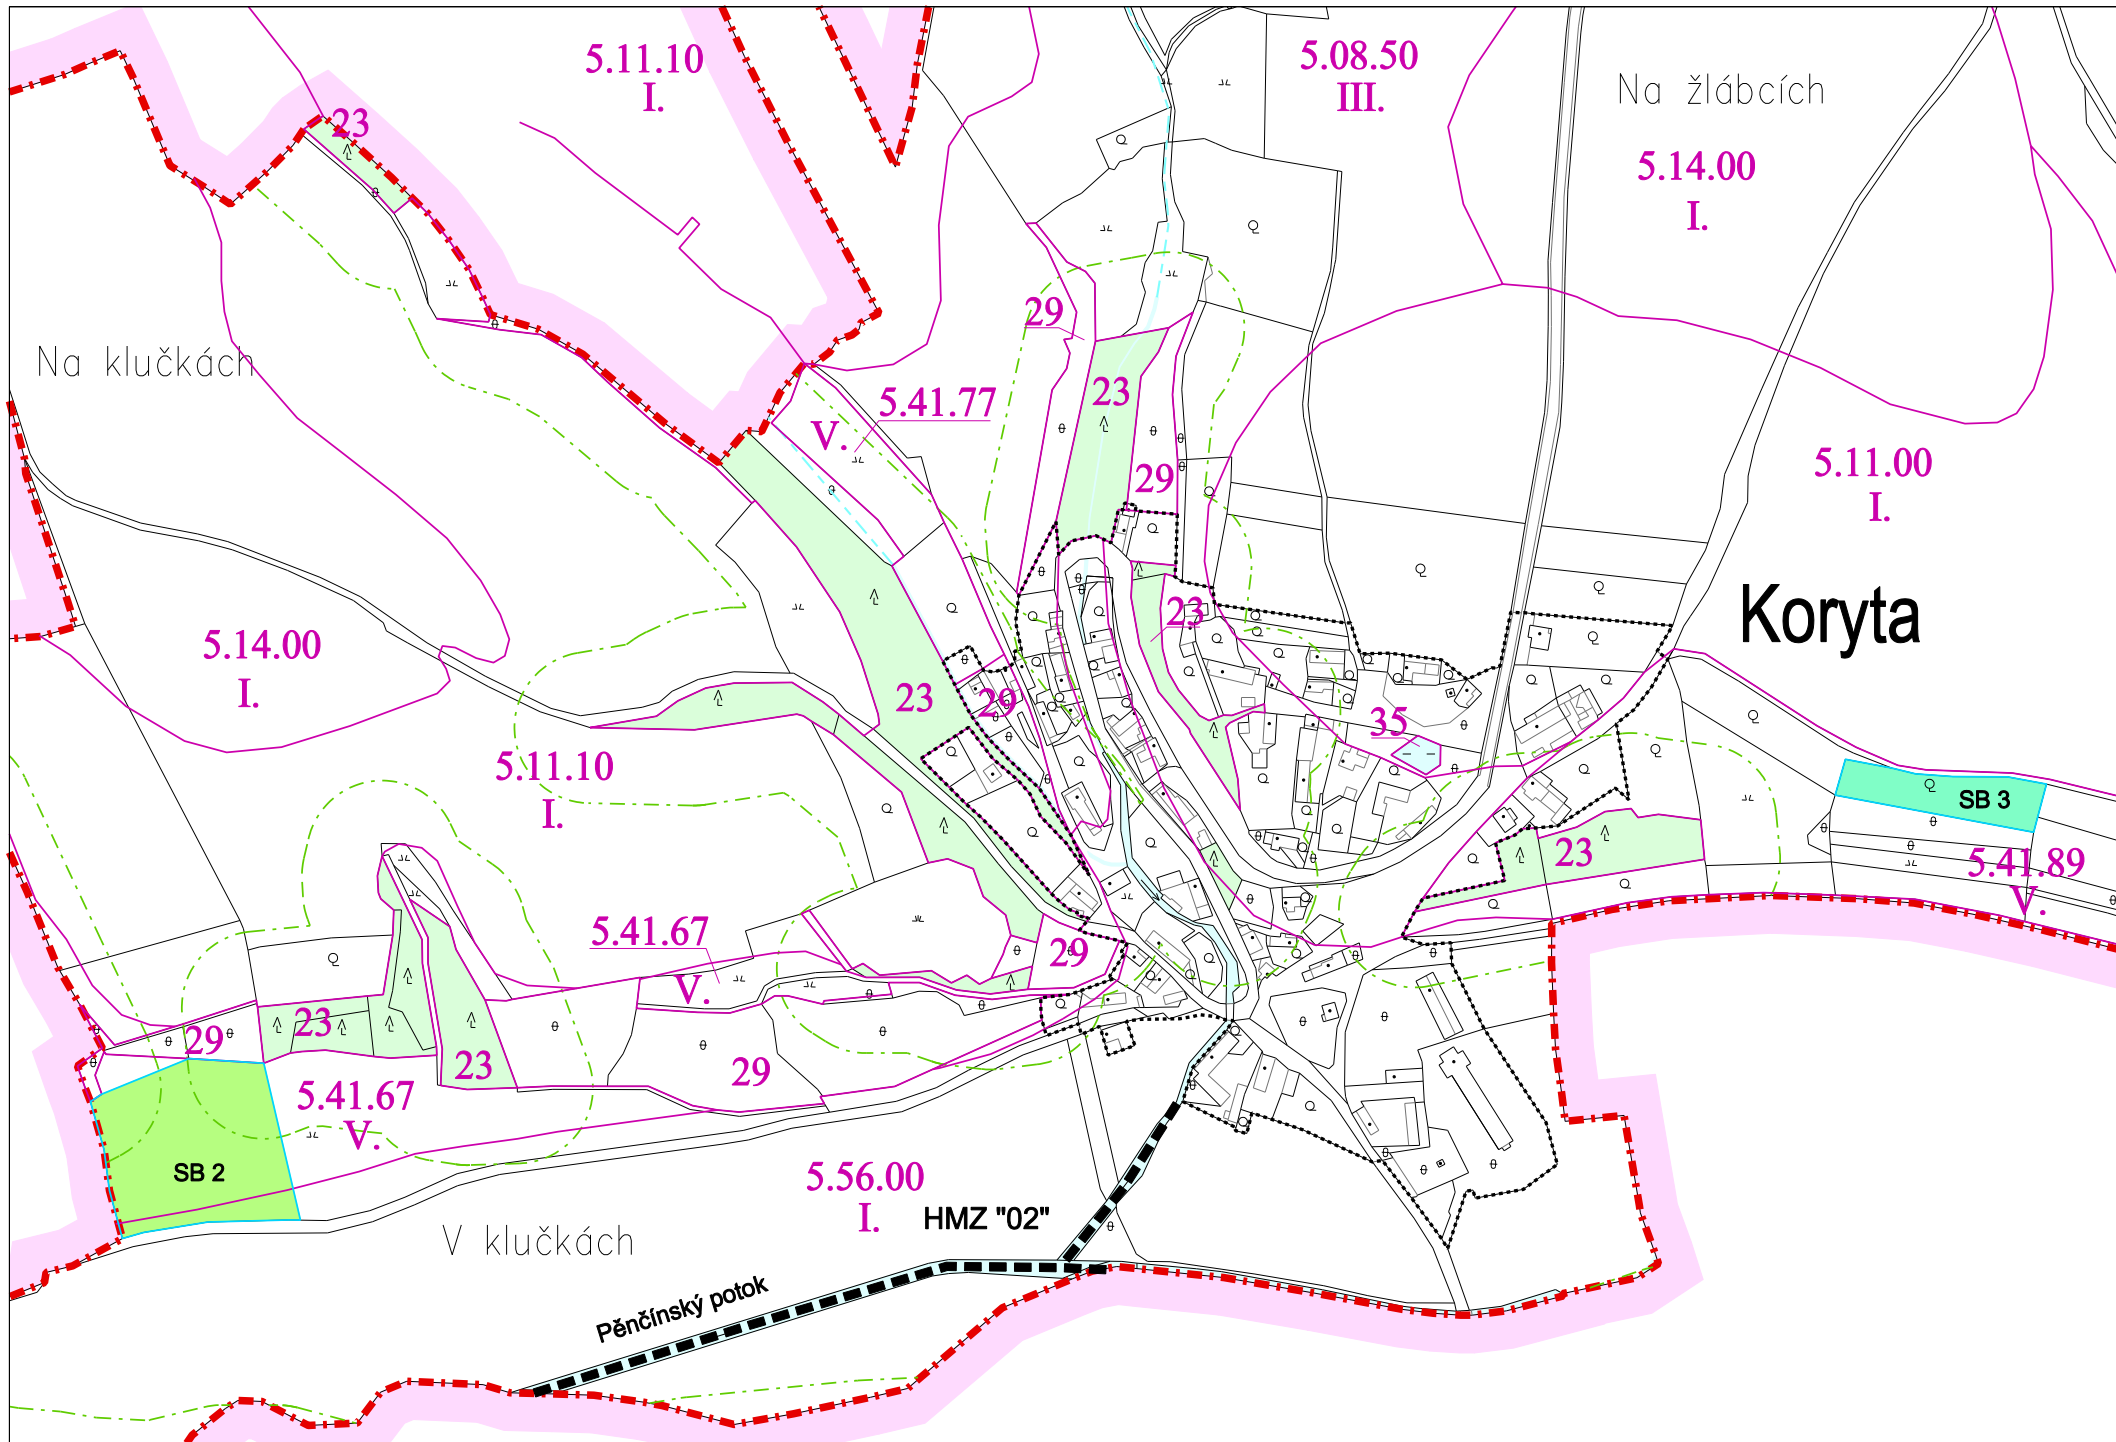 5.11.10
I.
5.08.50
III.
Na žlábcích
23
5.14.00
I.
29
Na klučkách
5.41.77
V.
23
29
5.11.00
I.
Koryta
23
5.14.00
I.
23
29
35
5.11.10
I.
SB 3
23
5.41.89
V.
5.41.67
V.
29
23
29
23
29
5.41.67
V.
SB 2
5.56.00
I.
HMZ "02"
V klučkách
Pěnčínský potok